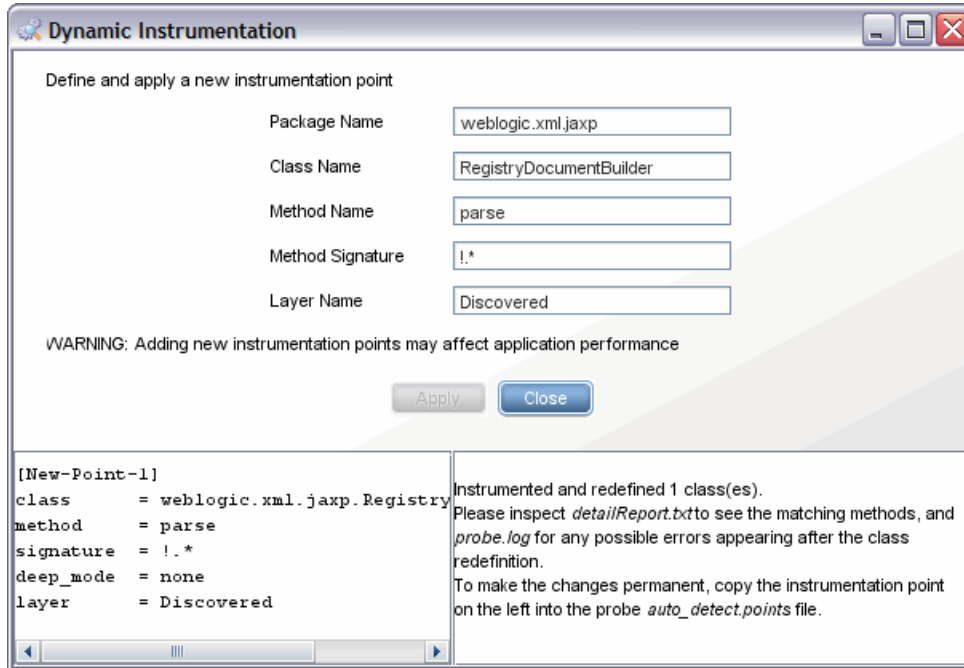 Dynamic Instrumentation
Define and apply a new instrumentation point
Package Name weblogic.xml.jaxp
Class Name RegistryDocumentBuilder
Method Name parse
Method Signature !.*
Layer Name Discovered
WARNING: Adding new instrumentation points may affect application performance
Apply Close
[New-Point-1]
class = weblogic.xml.jaxp.Registry
method = parse
signature = !.*
deep_mode = none
layer = Discovered
Instrumented and redefined 1 class(es).
Please inspect detailReport.txt to see the matching methods, and
probe.log for any possible errors appearing after the class
redefinition.
To make the changes permanent, copy the instrumentation point
on the left into the probe auto_detect.points file.